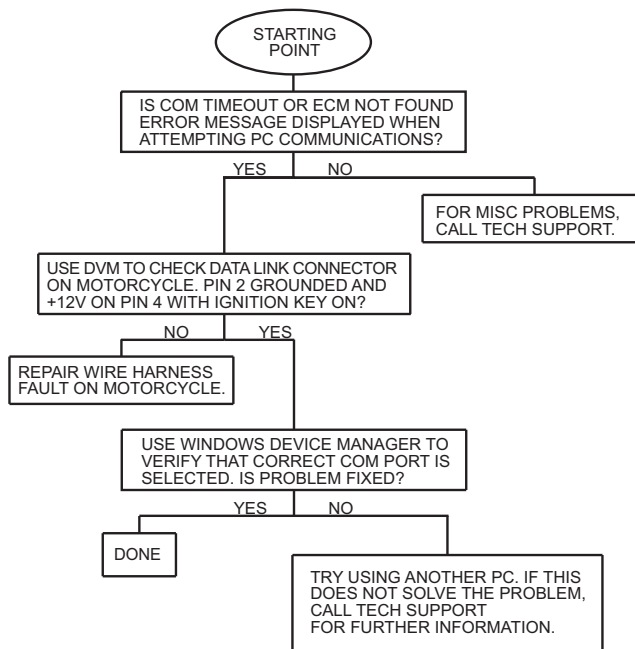 STARTING
POINT
IS COM TIMEOUT OR ECM NOT FOUND
ERROR MESSAGE DISPLAYED WHEN
ATTEMPTING PC COMMUNICATIONS?
YES
NO
FOR MISC PROBLEMS,
CALL TECH SUPPORT.
USE DVM TO CHECK DATA LINK CONNECTOR
ON MOTORCYCLE. PIN 2 GROUNDED AND
+12V ON PIN 4 WITH IGNITION KEY ON?
NO
YES
REPAIR WIRE HARNESS
FAULT ON MOTORCYCLE.
USE WINDOWS DEVICE MANAGER TO
VERIFY THAT CORRECT COM PORT IS
SELECTED. IS PROBLEM FIXED?
YES
NO
DONE
TRY USING ANOTHER PC. IF THIS
DOES NOT SOLVE THE PROBLEM,
CALL TECH SUPPORT
FOR FURTHER INFORMATION.